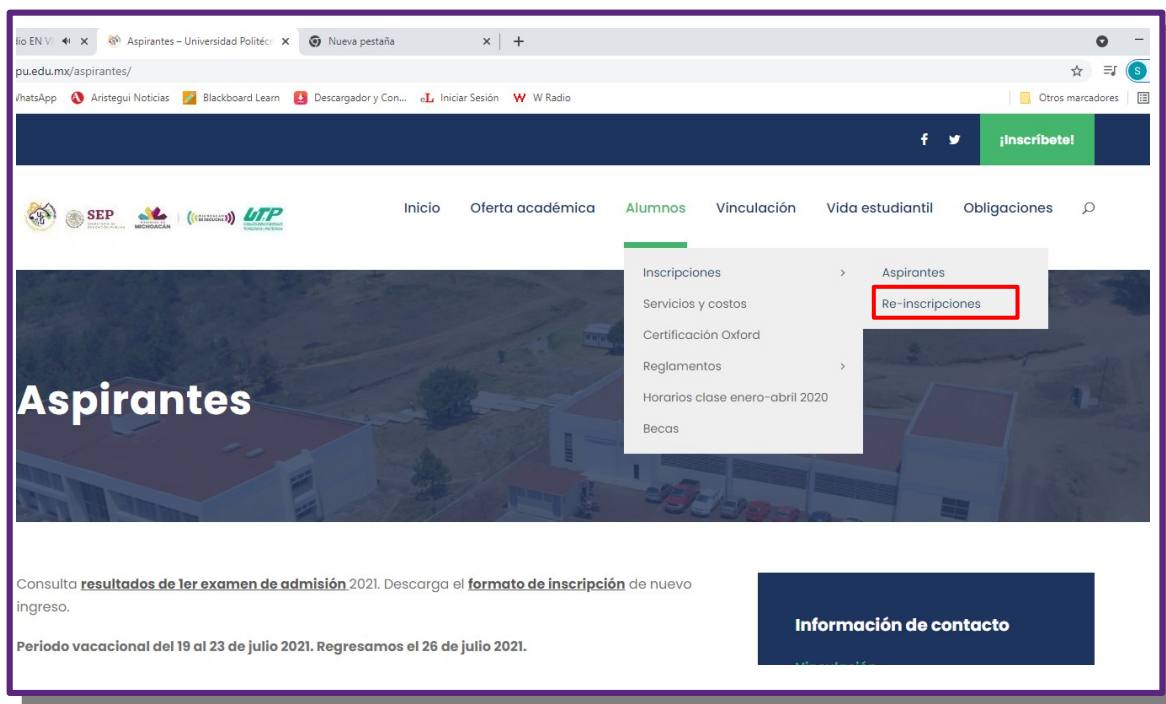 dio EN VI
Aspirantes – Universidad Politécn
Nueva pestaña
pu.edu.mx/aspirantes/
S
WhatsApp
Aristegui Noticias
Blackboard Learn
Descargador y Con...
Iniciar Sesión
W Radio
Otros marcadores
¡Inscríbete!
SEP
MICHOACÁN
UTP
Inicio
Oferta académica
Alumnos
Vinculación
Vida estudiantil
Obligaciones
Inscripciones
Aspirantes
Servicios y costos
Re-inscripciones
Certificación Oxford
Reglamentos
Horarios clase enero-abril 2020
Becas
Aspirantes
Consulta resultados de 1er examen de admisión 2021. Descarga el formato de inscripción de nuevo
ingreso.
Periodo vacacional del 19 al 23 de julio 2021. Regresamos el 26 de julio 2021.
Información de contacto
Vinculación